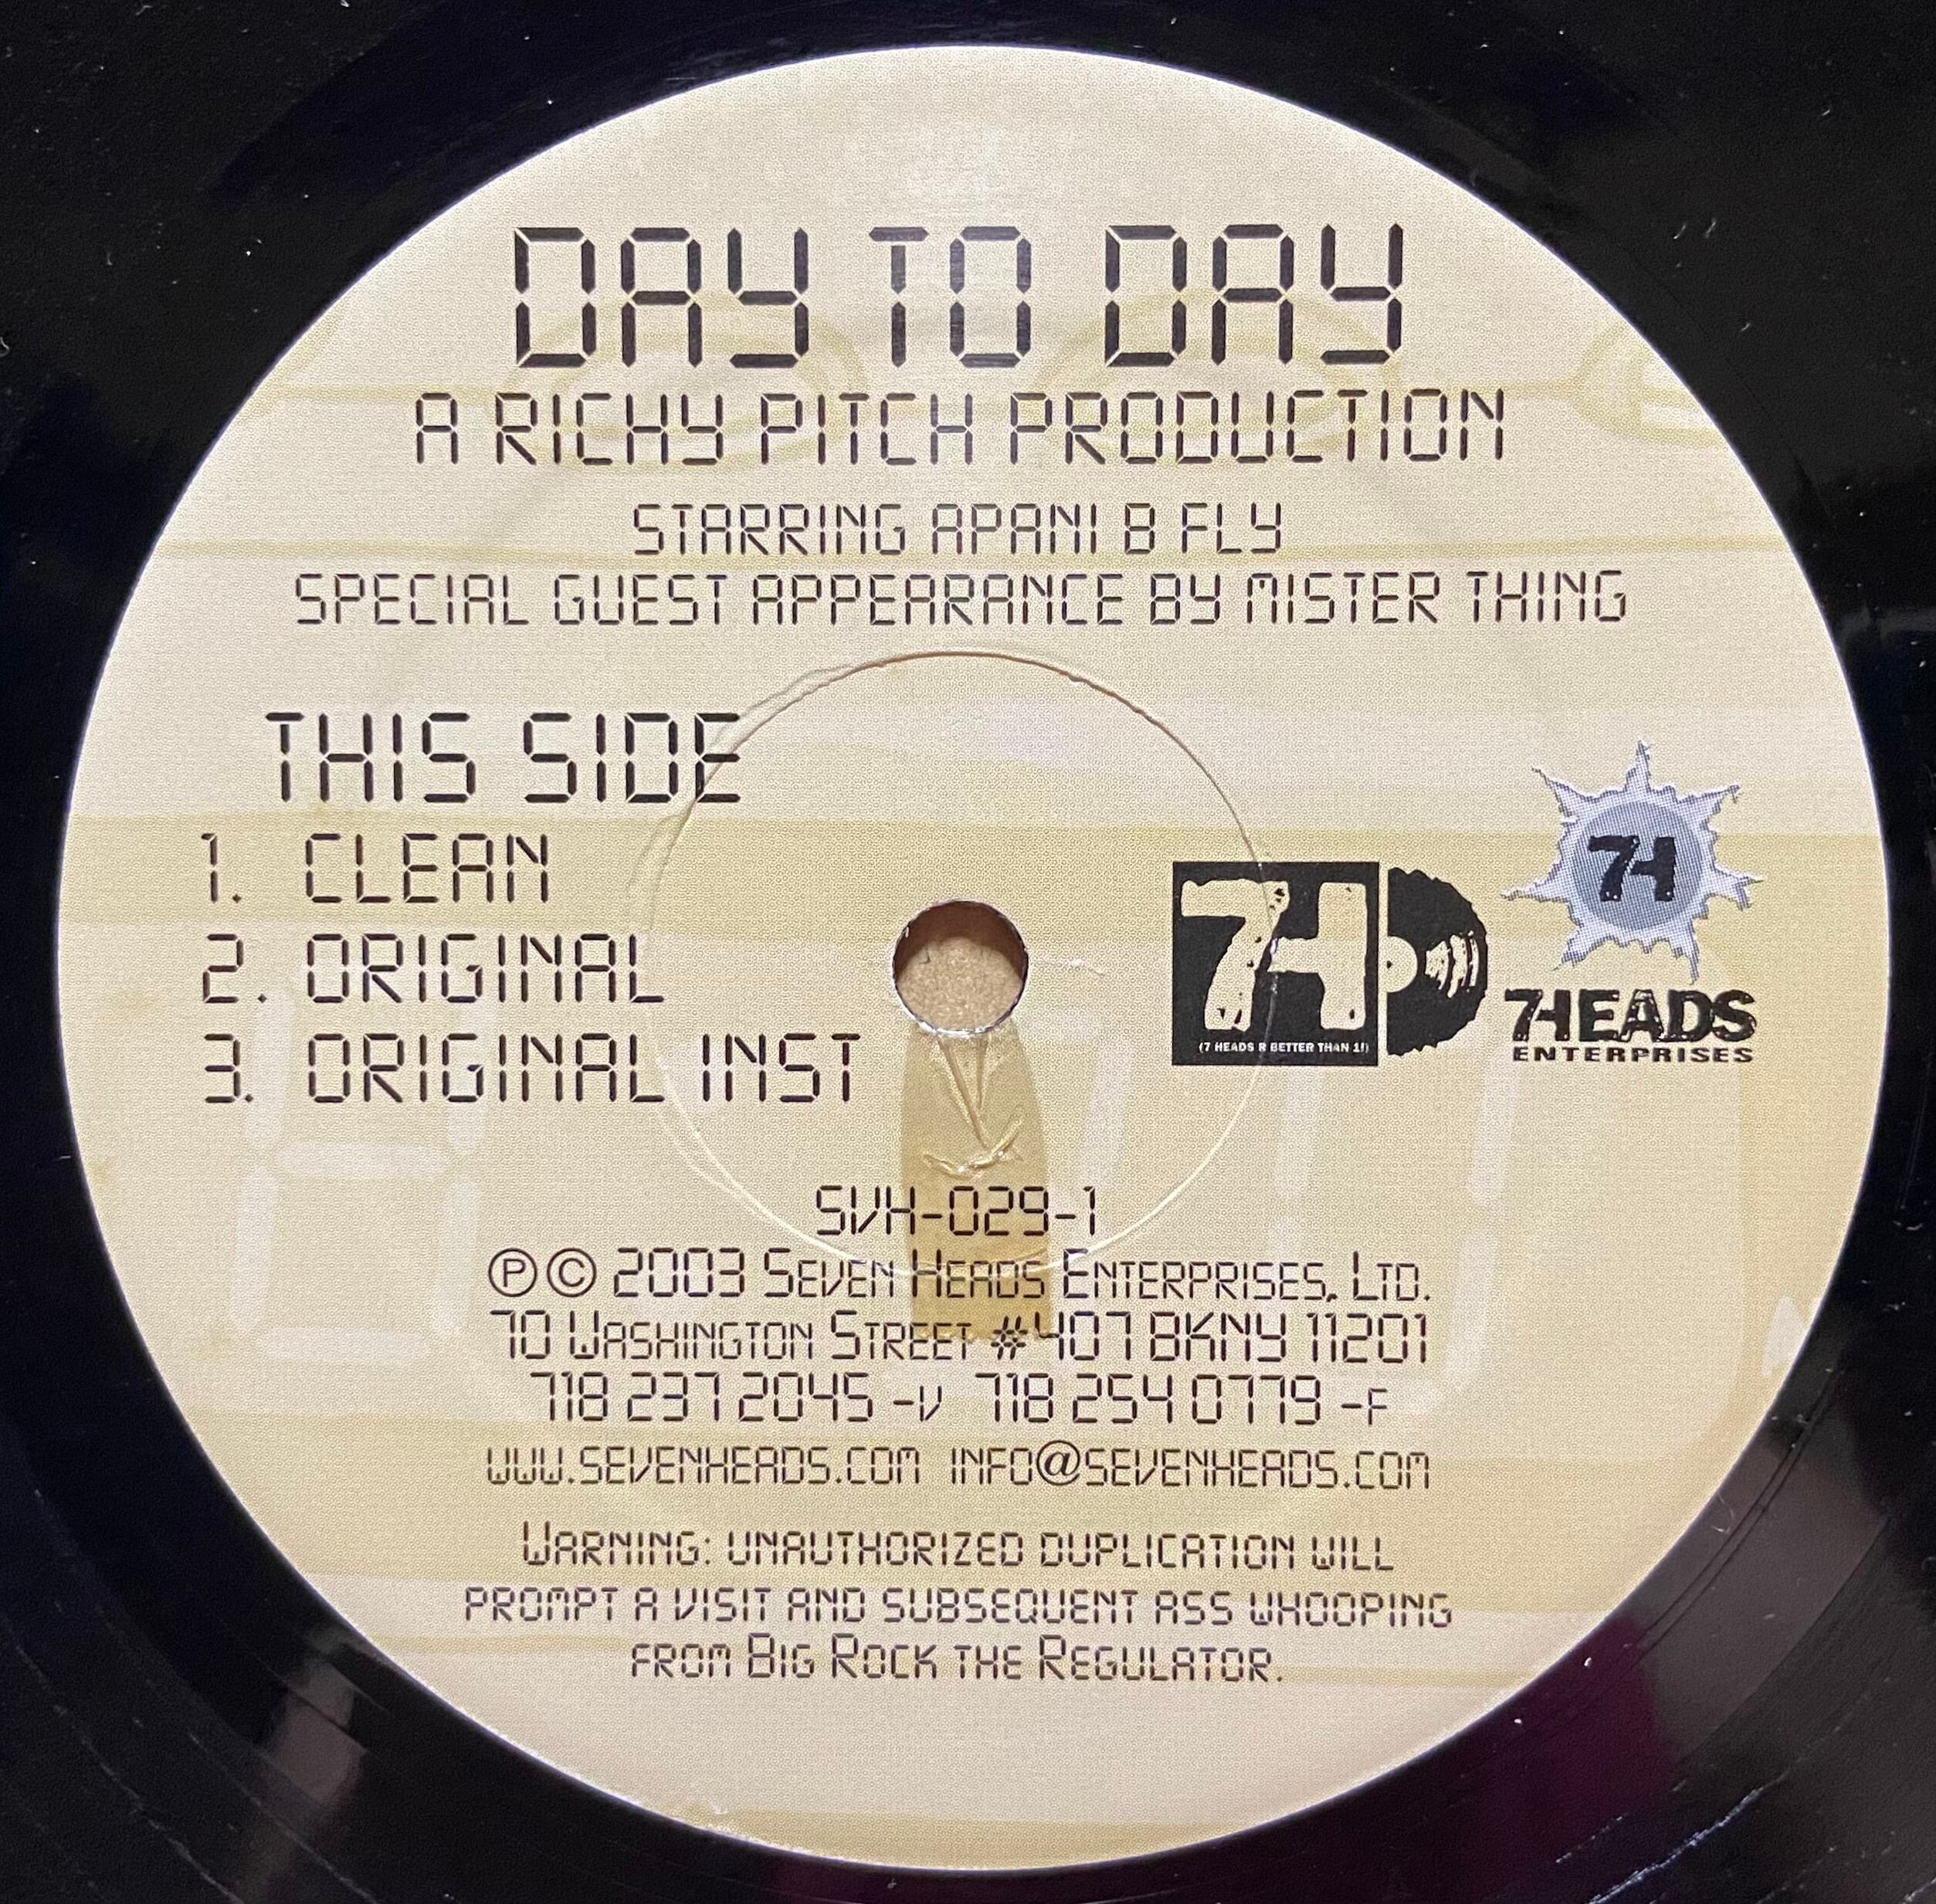 DAY TO DAY
A RICHY PITCH PRODUCTION
STARRING APANI B FLY
SPECIAL GUEST APPEARANCE BY MISTER THING
THIS SIDE
1. CLEAN
2. ORIGINAL
3. ORIGINAL INST
7H
(7 HEADS R BETTER THAN 1!)
7H
7HEADS
ENTERPRISES
SVH-029-1
℗ © 2003 SEVEN HEADS ENTERPRISES, LTD.
70 WASHINGTON STREET #407 BKNY 11201
718 237 2045 -V 718 254 0779 -F
WWW.SEVENHEADS.COM INFO@SEVENHEADS.COM
WARNING: UNAUTHORIZED DUPLICATION WILL
PROMPT A VISIT AND SUBSEQUENT ASS WHOOPING
FROM BIG ROCK THE REGULATOR.